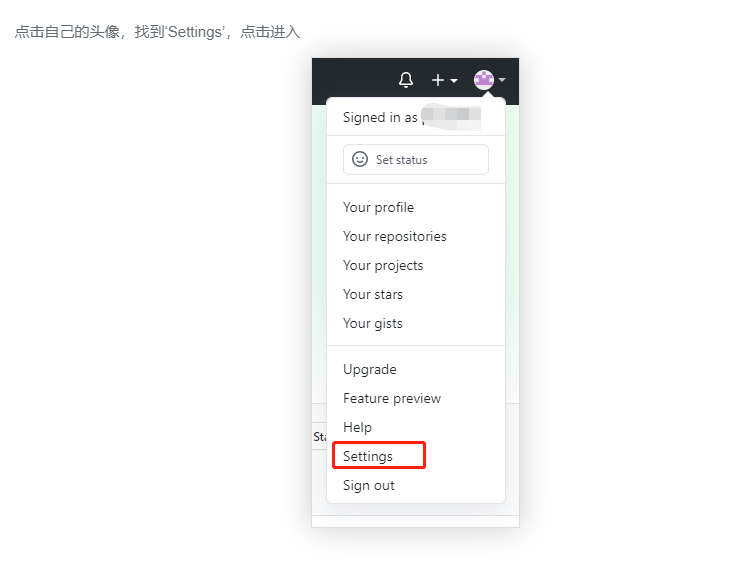 点击自己的头像，找到‘Settings’，点击进入
Signed in as
Set status
Your profile
Your repositories
Your projects
Your stars
Your gists
Upgrade
Feature preview
Help
Sta
Settings
Sign out